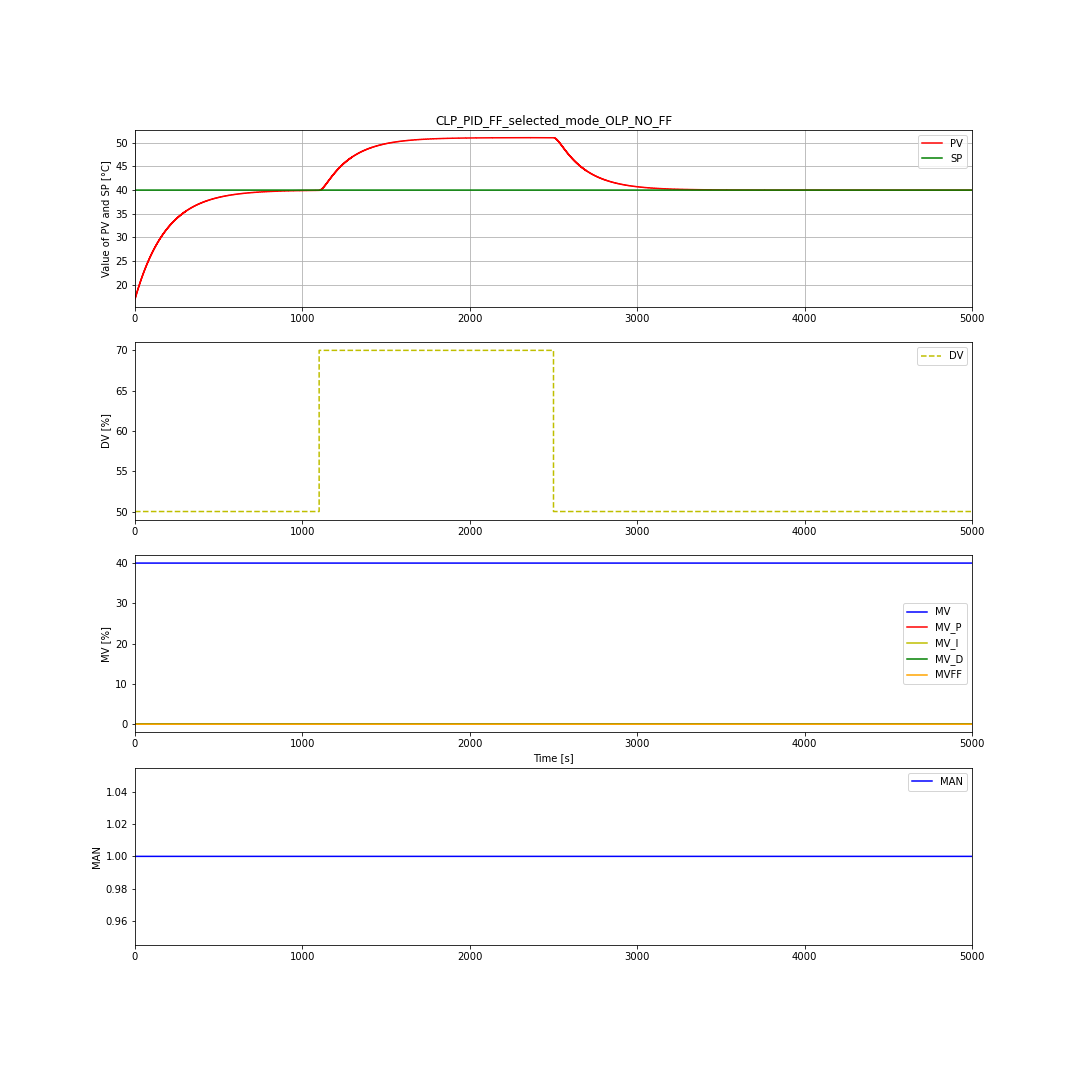 CLP_PID_FF_selected_mode_OLP_NO_FF
Value of PV and SP [°C]
50
45
40
35
30
25
20
PV
SP
0 1000 2000 3000 4000 5000
DV [%]
70
65
60
55
50
DV
0 1000 2000 3000 4000 5000
MV [%]
40
30
20
10
0
MV
MV_P
MV_I
MV_D
MVFF
0 1000 2000 3000 4000 5000
Time [s]
MAN
1.04
1.02
1.00
0.98
0.96
MAN
0 1000 2000 3000 4000 5000